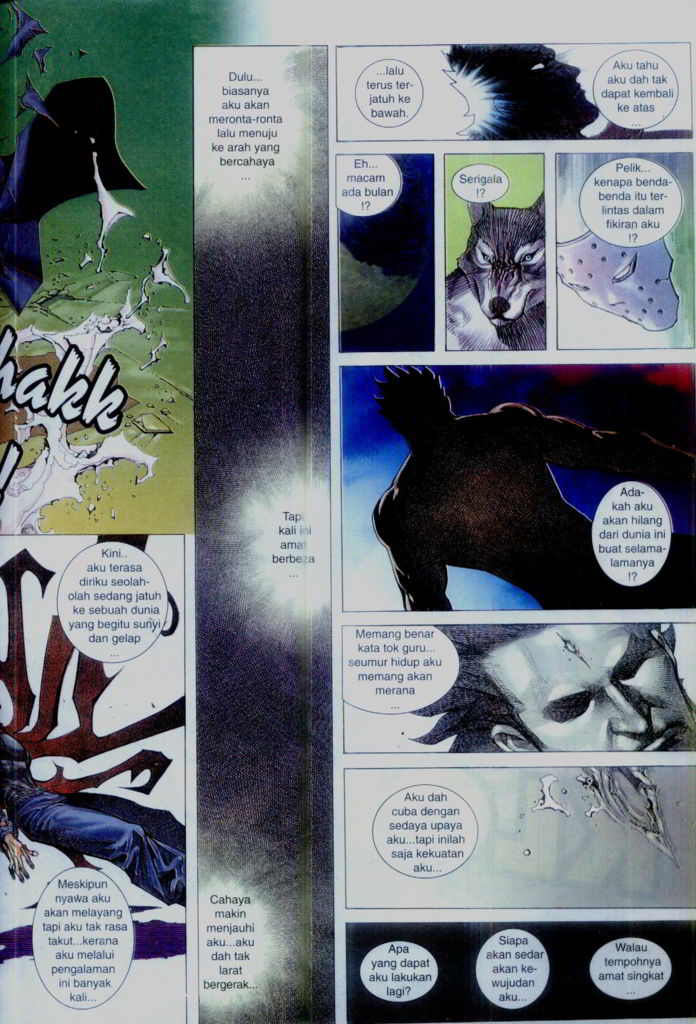 hakk
!
Kini..
aku terasa
diriku seolah-
olah sedang jatuh
ke sebuah dunia
yang begitu sunyi
dan gelap
...
Meskipun
nyawa aku
akan melayang
tapi aku tak rasa
takut...kerana
aku melalui
pengalaman
ini banyak
kali...
Dulu...
biasanya
aku akan
meronta-ronta
lalu menuju
ke arah yang
bercahaya
...
Tapi
kali ini
amat
berbeza
...
Cahaya
makin
menjauhi
aku...aku
dah tak
larat
bergerak...
...lalu
terus ter-
jatuh ke
bawah.
Aku tahu
aku dah tak
dapat kembali
ke atas
...
Eh...
macam
ada bulan
!?
Serigala
!?
Pelik...
kenapa benda-
benda itu ter-
lintas dalam
fikiran aku
!?
Ada-
kah aku
akan hilang
dari dunia ini
buat selama-
lamanya
!?
Memang benar
kata tok guru...
seumur hidup aku
memang akan
merana
...
Aku dah
cuba dengan
sedaya upaya
aku...tapi inilah
saja kekuatan
aku...
Apa
yang dapat
aku lakukan
lagi?
Siapa
akan sedar
akan ke-
wujudan
aku...
Walau
tempohnya
amat singkat
...